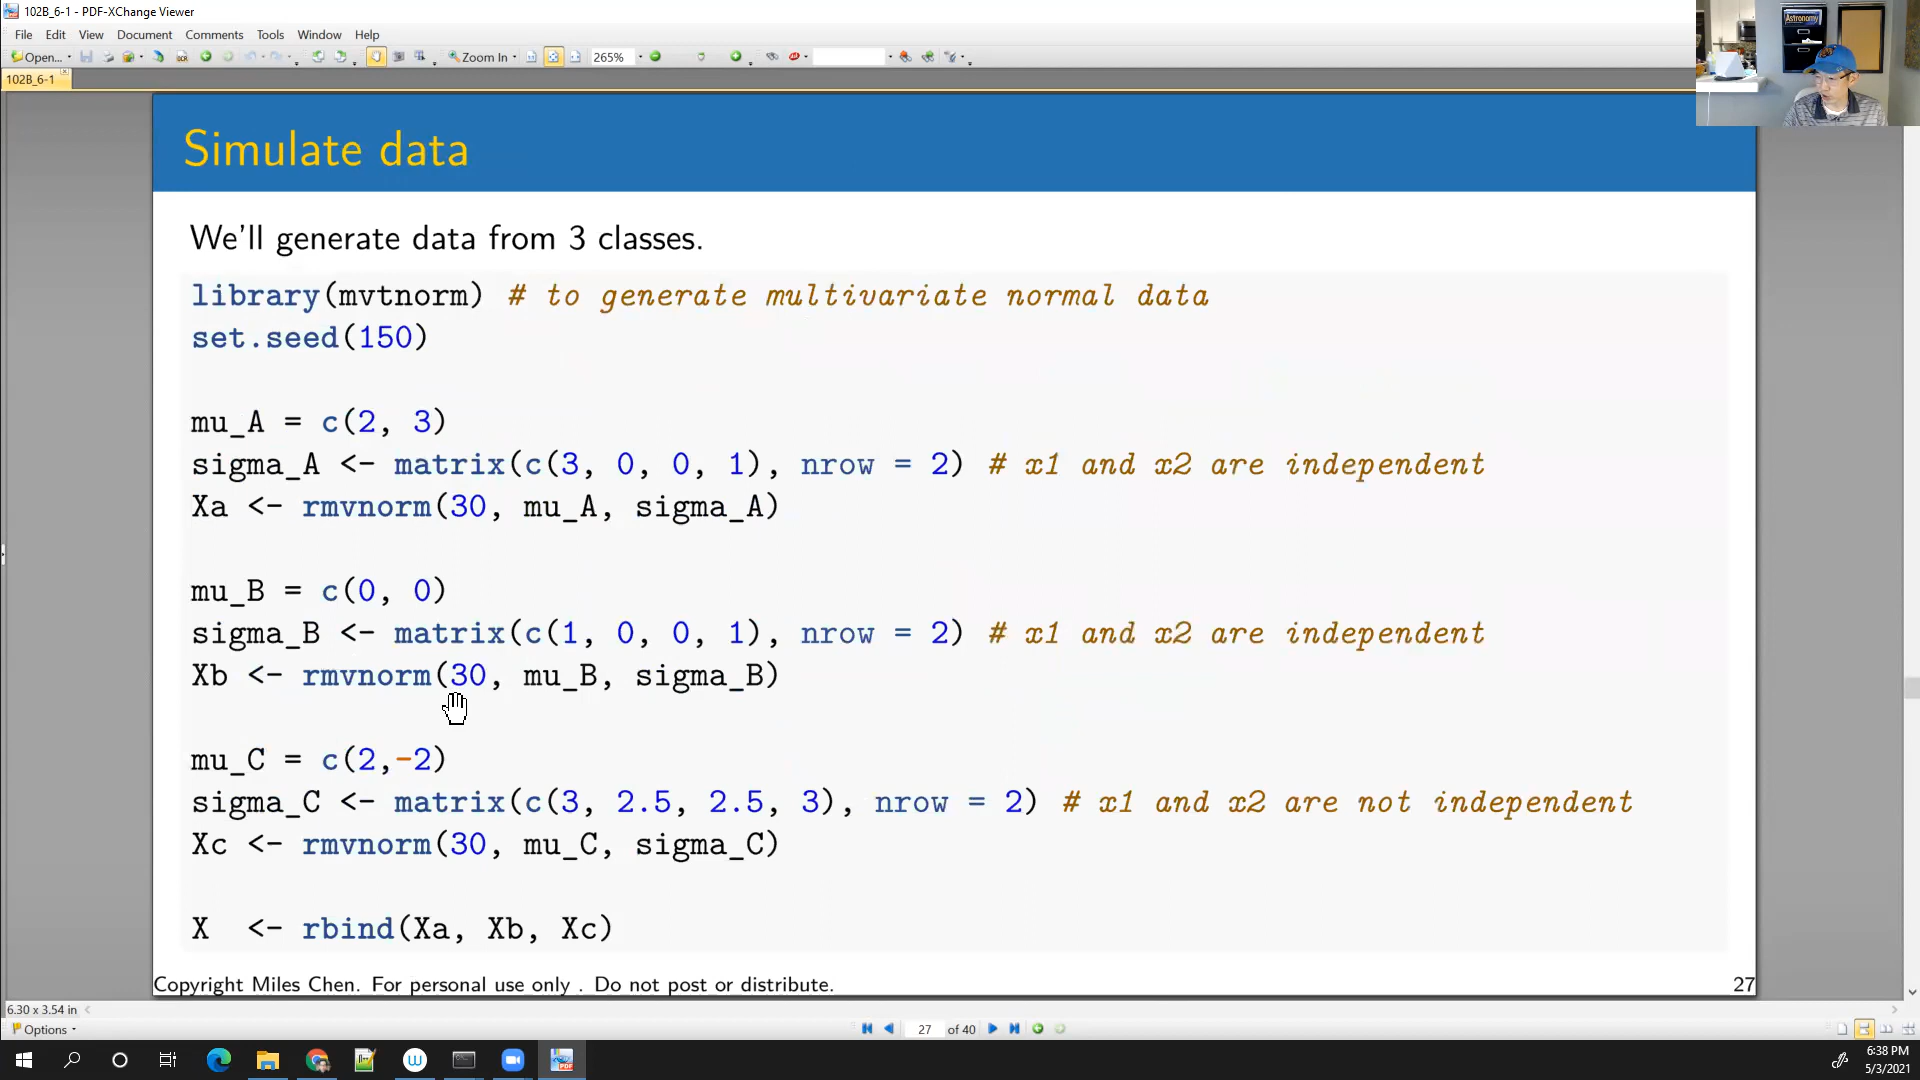 102B_6-1 - PDF-XChange Viewer
File Edit View Document Comments Tools Window Help
Open... Zoom In 265%
102B_6-1
Astronomy
Simulate data
We'll generate data from 3 classes.
library(mvtnorm) # to generate multivariate normal data
set.seed(150)
mu_A = c(2, 3)
sigma_A <- matrix(c(3, 0, 0, 1), nrow = 2) # x1 and x2 are independent
Xa <- rmvnorm(30, mu_A, sigma_A)
mu_B = c(0, 0)
sigma_B <- matrix(c(1, 0, 0, 1), nrow = 2) # x1 and x2 are independent
Xb <- rmvnorm(30, mu_B, sigma_B)
mu_C = c(2,-2)
sigma_C <- matrix(c(3, 2.5, 2.5, 3), nrow = 2) # x1 and x2 are not independent
Xc <- rmvnorm(30, mu_C, sigma_C)
X <- rbind(Xa, Xb, Xc)
Copyright Miles Chen. For personal use only . Do not post or distribute. 27
6.30 x 3.54 in
Options 27 of 40
6:38 PM
5/3/2021